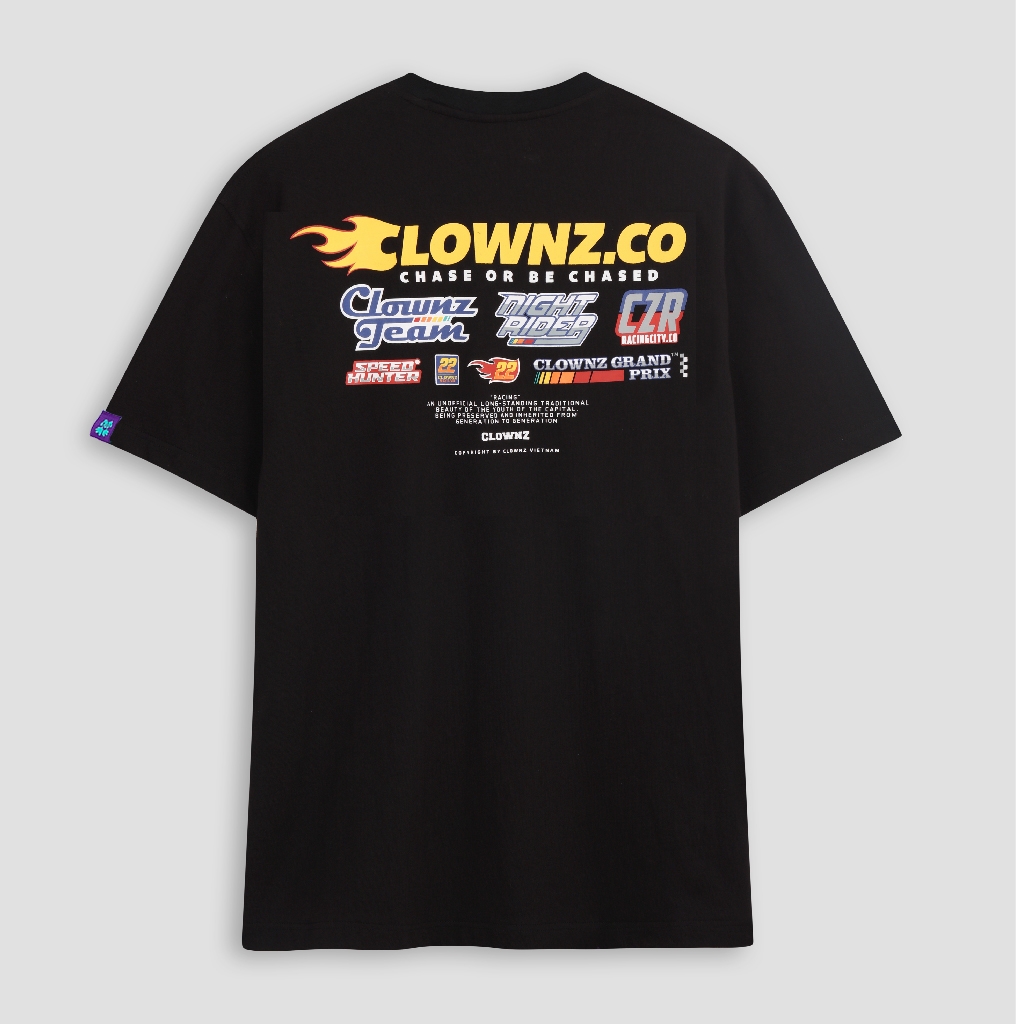 CLOWNZ.CO
CHASE OR BE CHASED
Clownz Team
NIGHT RIDER
CZR
RACINGCITY.CO
SPEED HUNTER
22
CLOWNZ
22
CLOWNZ GRAND PRIX™
"RACING"
AN UNOFFICIAL LONG-STANDING TRADITIONAL
BEAUTY OF THE YOUTH OF THE CAPITAL.
BEING PRESERVED AND INHERITED FROM
GENERATION TO GENERATION
CLOWNZ
COPYRIGHT BY CLOWNZ VIETNAM